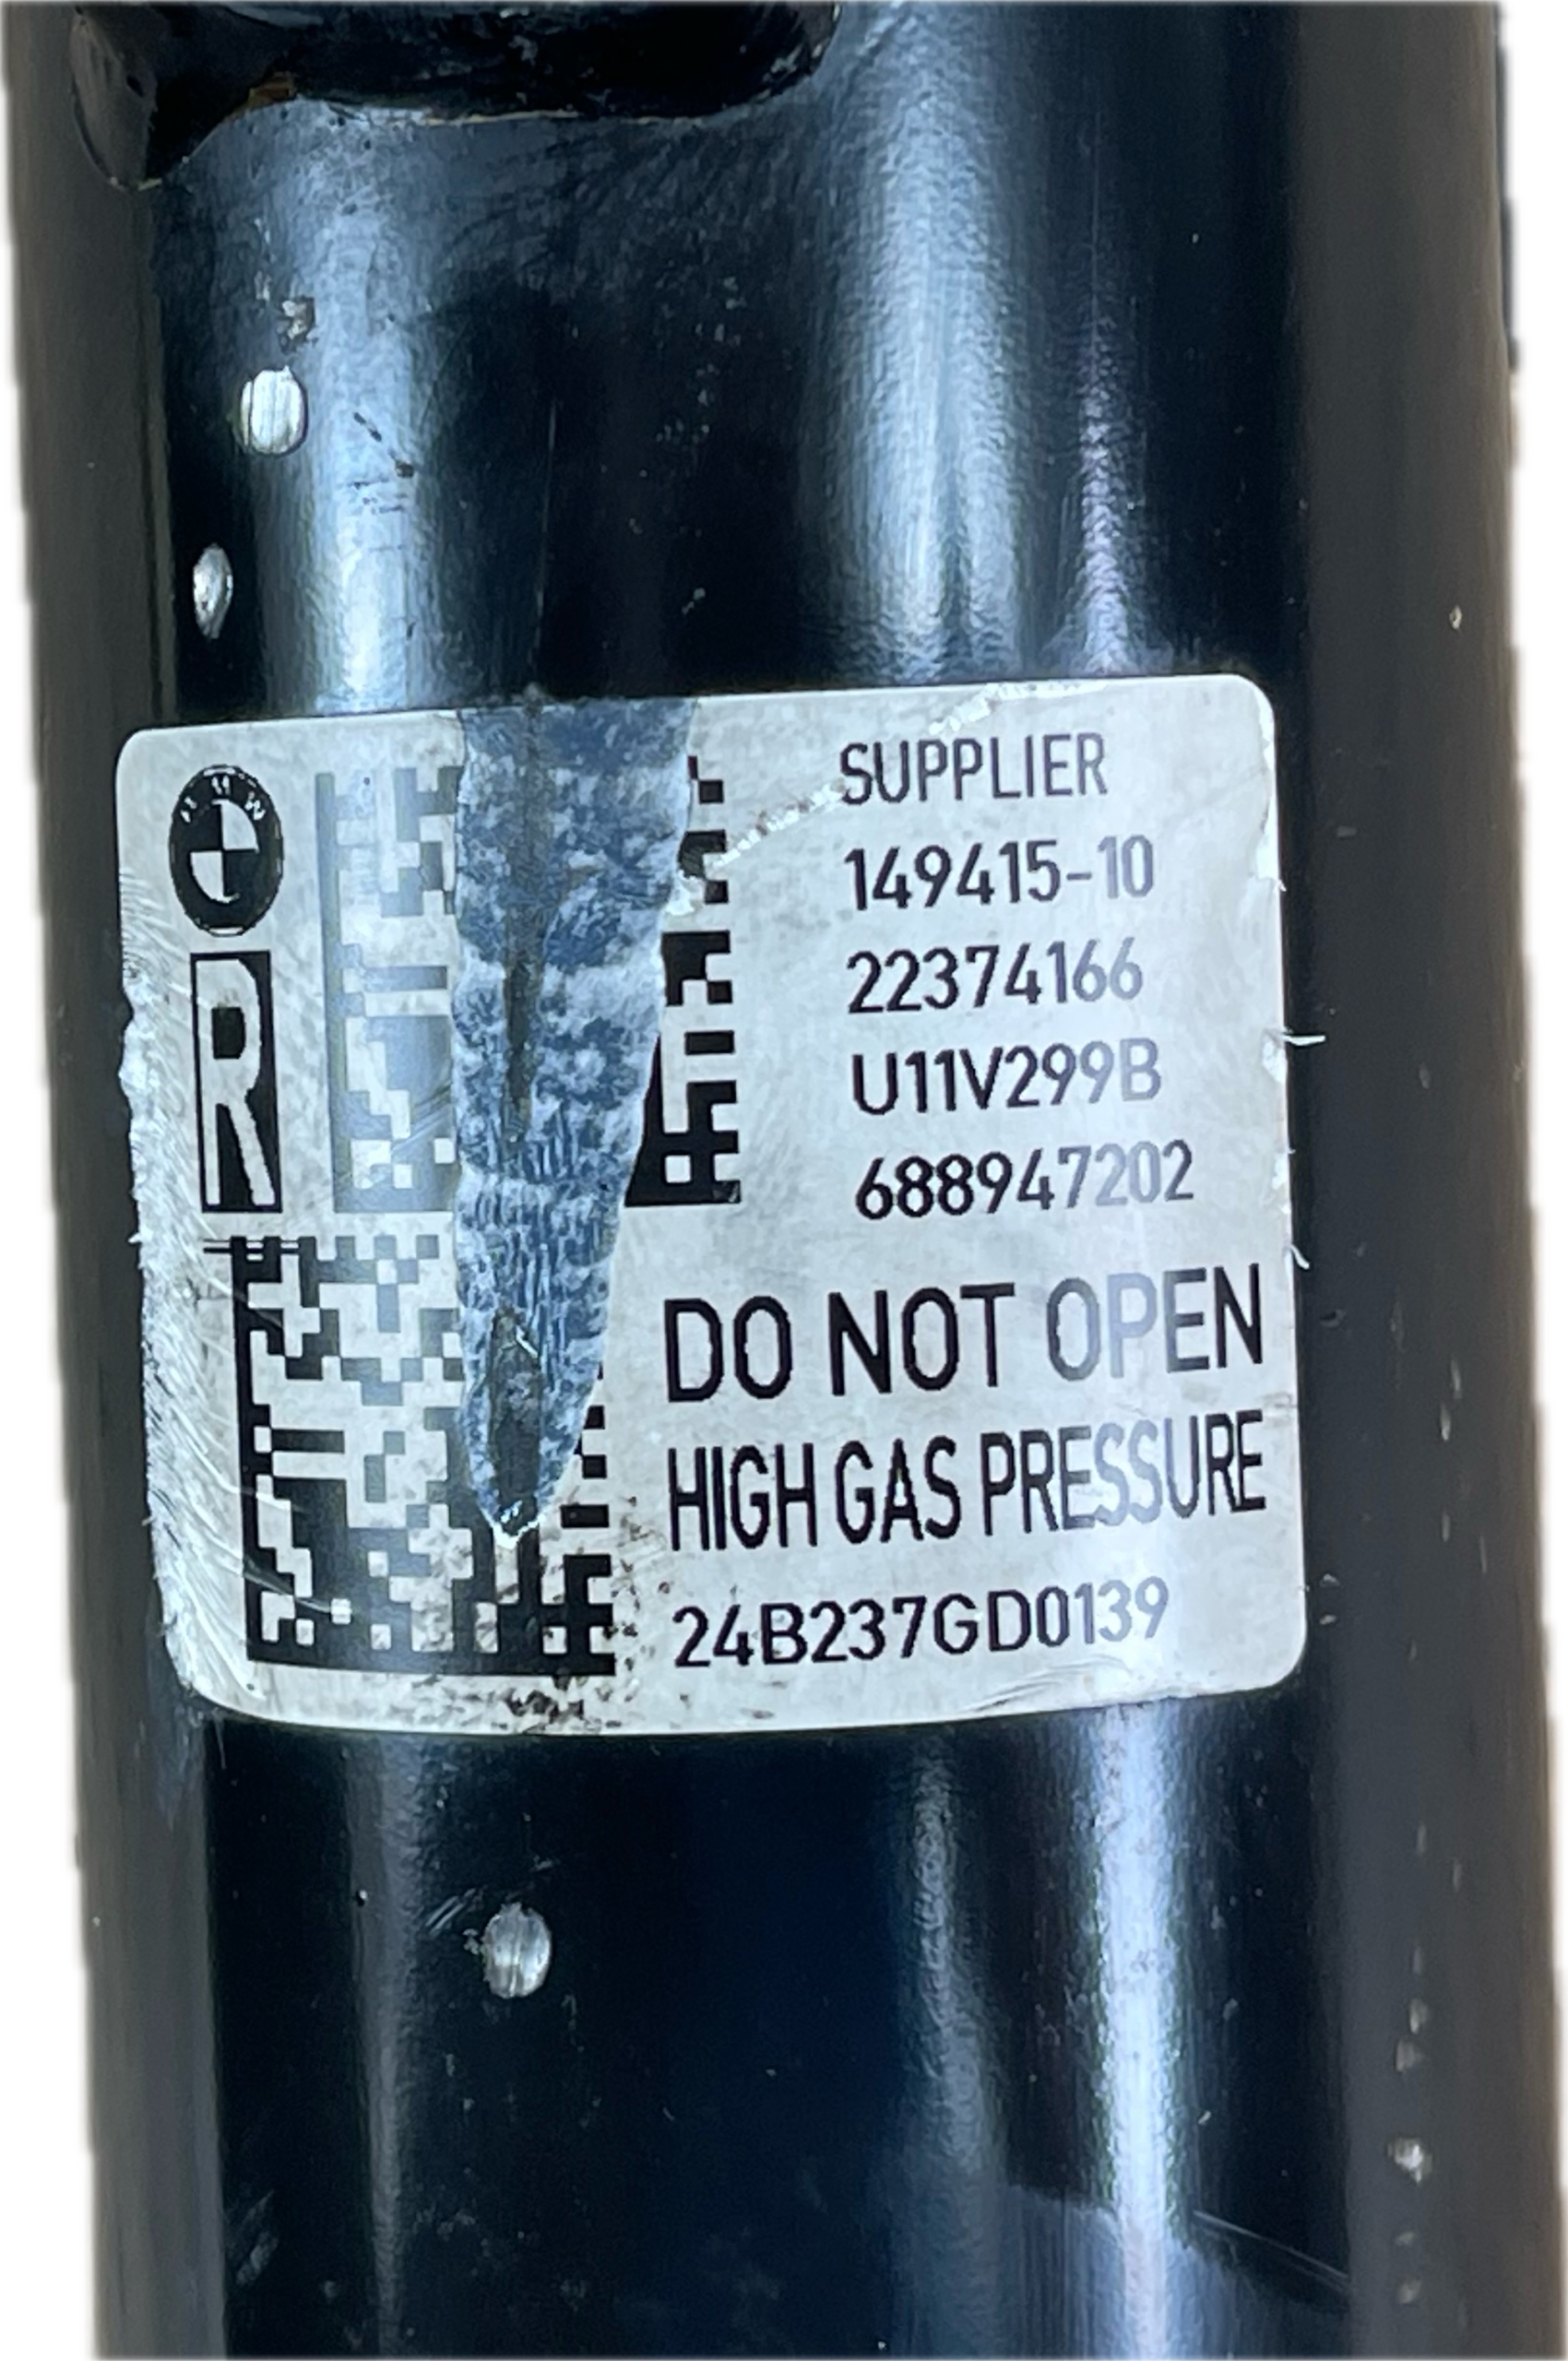 R
SUPPLIER
149415-10
22374166
U11V299B
688947202
DO NOT OPEN
HIGH GAS PRESSURE
24B237GD0139